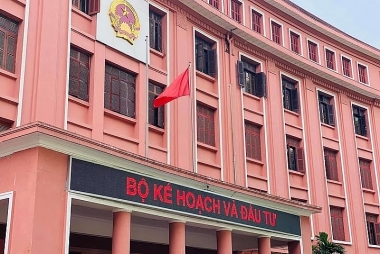 BỘ KẾ HOẠCH VÀ ĐẦU TƯ